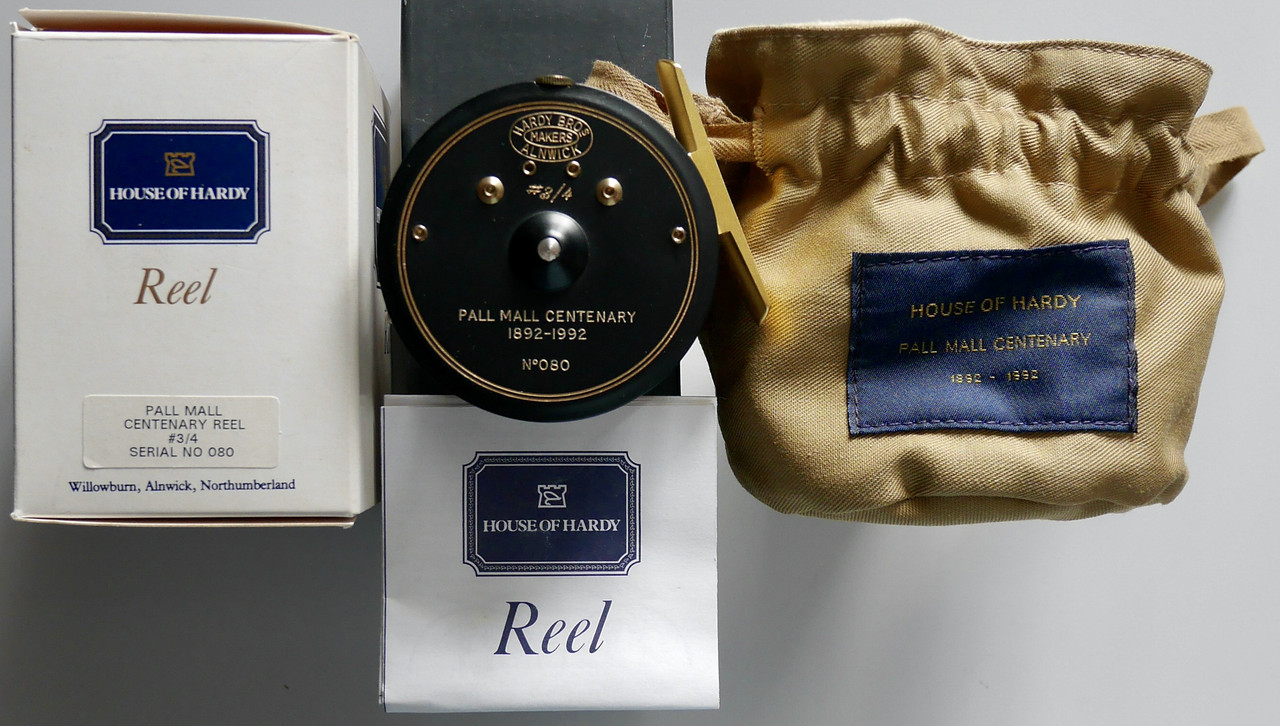 HOUSE OF HARDY
Reel
PALL MALL
CENTENARY REEL
#3/4
SERIAL NO 080
Willowburn, Alnwick, Northumberland
HARDY BROS
MAKERS
ALNWICK
#3/4
PALL MALL CENTENARY
1892-1992
Nº080
HOUSE OF HARDY
Reel
HOUSE OF HARDY
PALL MALL CENTENARY
1892 - 1992